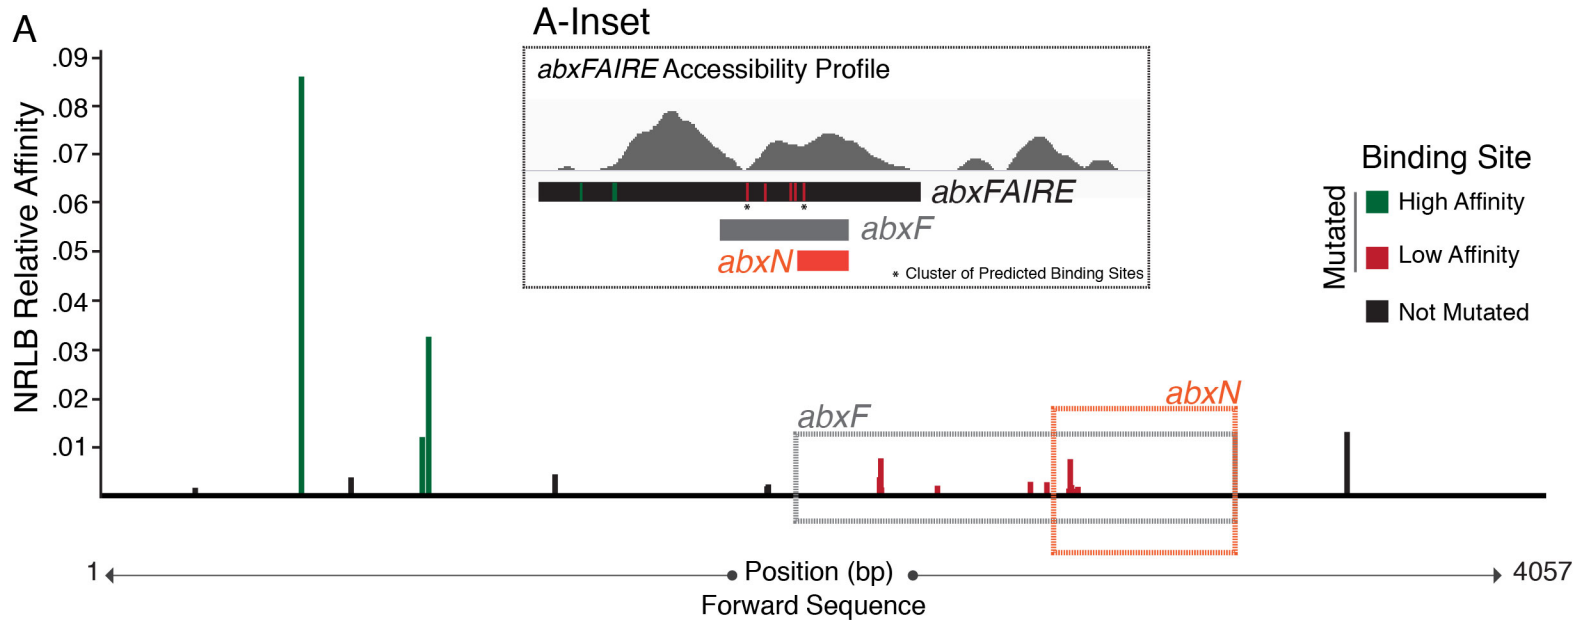 A
A-Inset
abxFAIRE Accessibility Profile
abxFAIRE
*
*
abxF
abxN
* Cluster of Predicted Binding Sites
NRLB Relative Affinity
.09
.08
.07
.06
.05
.04
.03
.02
.01
Binding Site
Mutated
High Affinity
Low Affinity
Not Mutated
abxF
abxN
1
Position (bp)
4057
Forward Sequence